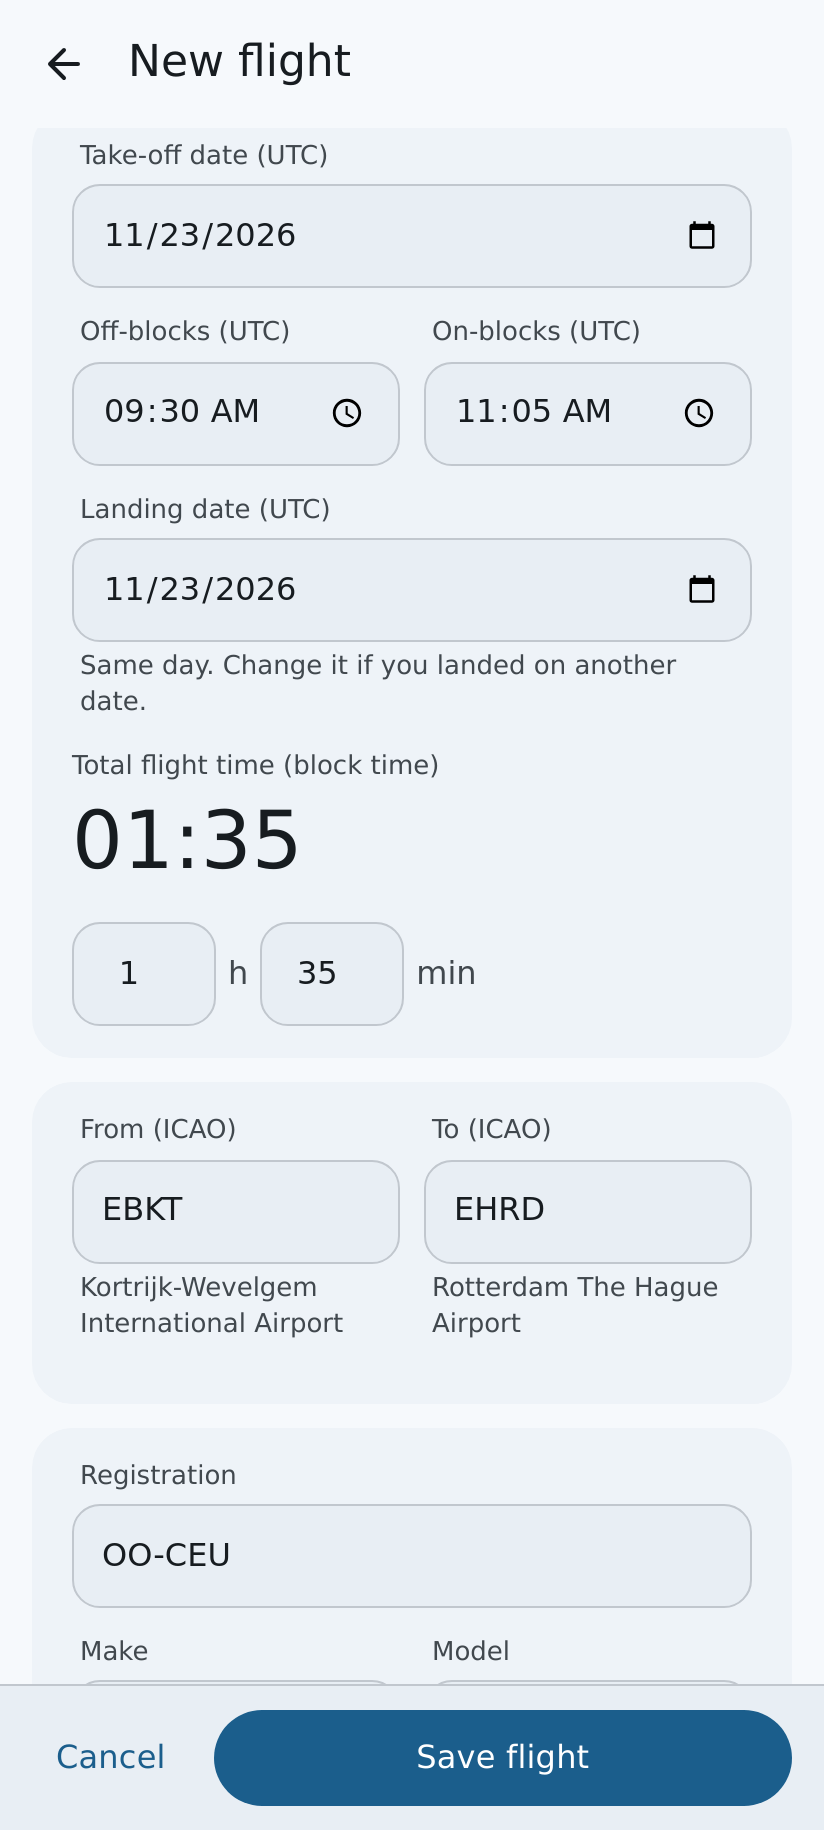 New flight
Take-off date (UTC)
11/23/2026
Off-blocks (UTC)
On-blocks (UTC)
09:30 AM
11:05 AM
Landing date (UTC)
11/23/2026
Same day. Change it if you landed on another
date.
Total flight time (block time)
01:35
1 h 35 min
From (ICAO)
To (ICAO)
EBKT
EHRD
Kortrijk-Wevelgem
International Airport
Rotterdam The Hague
Airport
Registration
OO-CEU
Make
Model
Cancel
Save flight